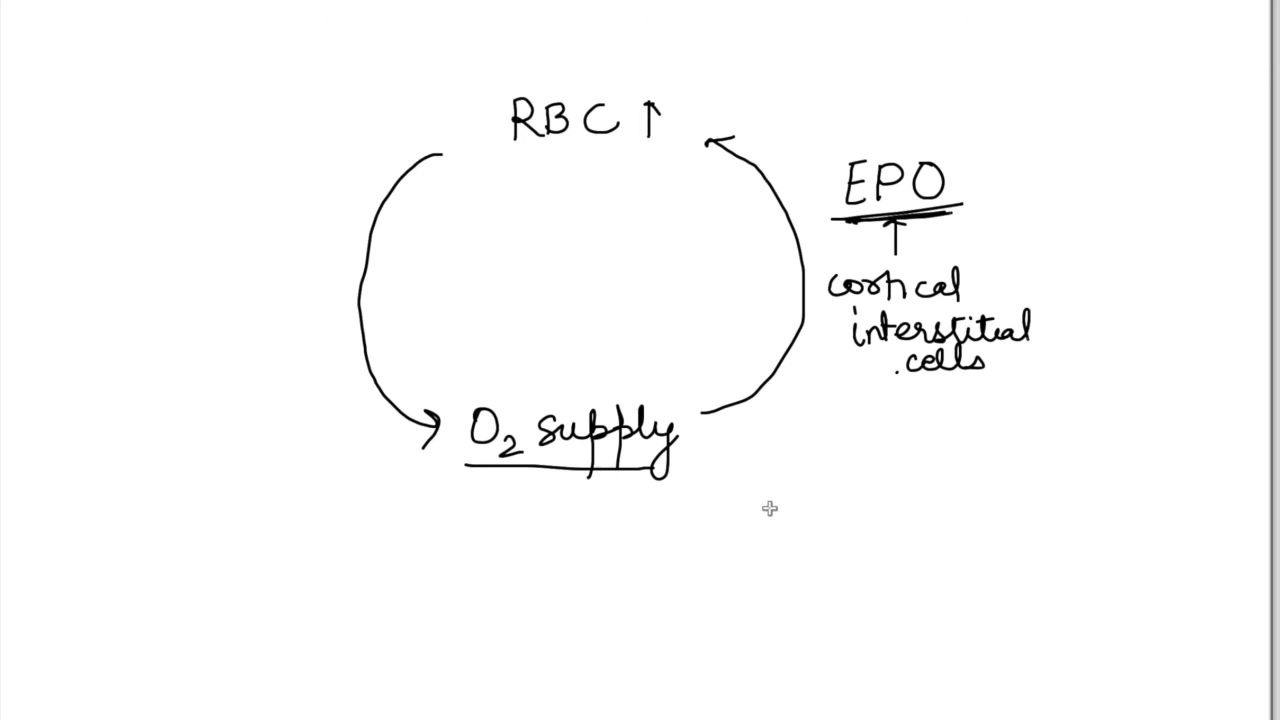 RBC ↑
EPO
↑
cortical
interstitial
cells
O₂ supply